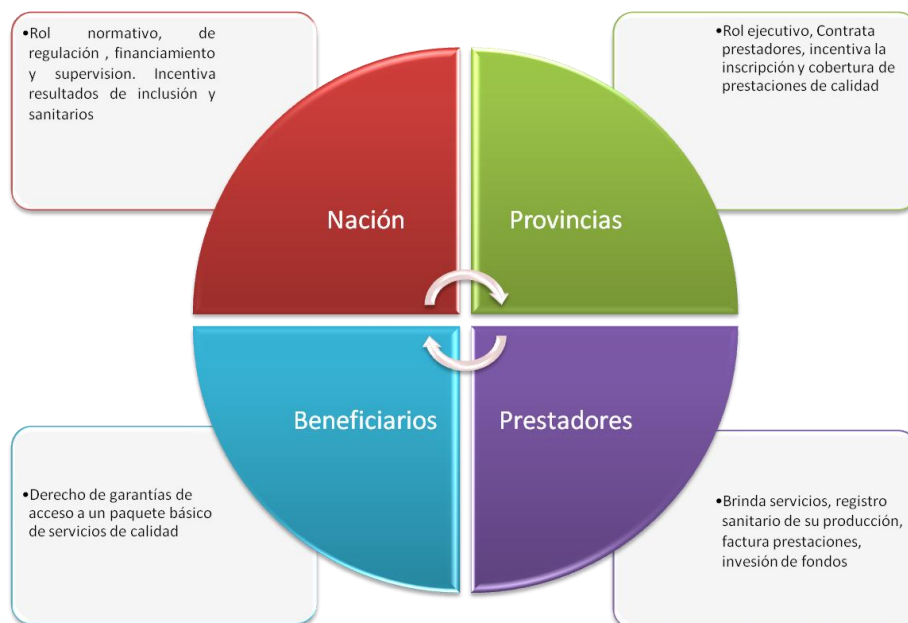 •Rol normativo, de
regulación , financiamiento
y supervision. Incentiva
resultados de inclusión y
sanitarios
•Rol ejecutivo, Contrata
prestadores, incentiva la
inscripción y cobertura de
prestaciones de calidad
Nación
Provincias
Beneficiarios
Prestadores
•Derecho de garantías de
acceso a un paquete básico
de servicios de calidad
•Brinda servicios, registro
sanitario de su producción,
factura prestaciones,
invesión de fondos